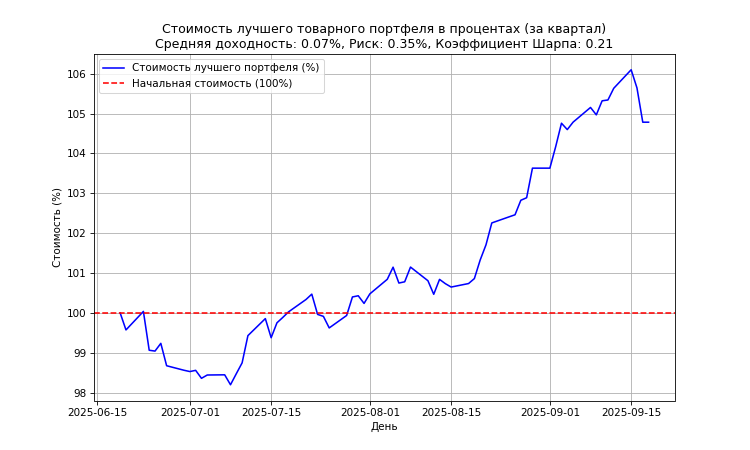 Стоимость лучшего товарного портфеля в процентах (за квартал)
Средняя доходность: 0.07%, Риск: 0.35%, Коэффициент Шарпа: 0.21
Стоимость лучшего портфеля (%)
Начальная стоимость (100%)
Стоимость (%)
106
105
104
103
102
101
100
99
98
2025-06-15
2025-07-01
2025-07-15
2025-08-01
2025-08-15
2025-09-01
2025-09-15
День